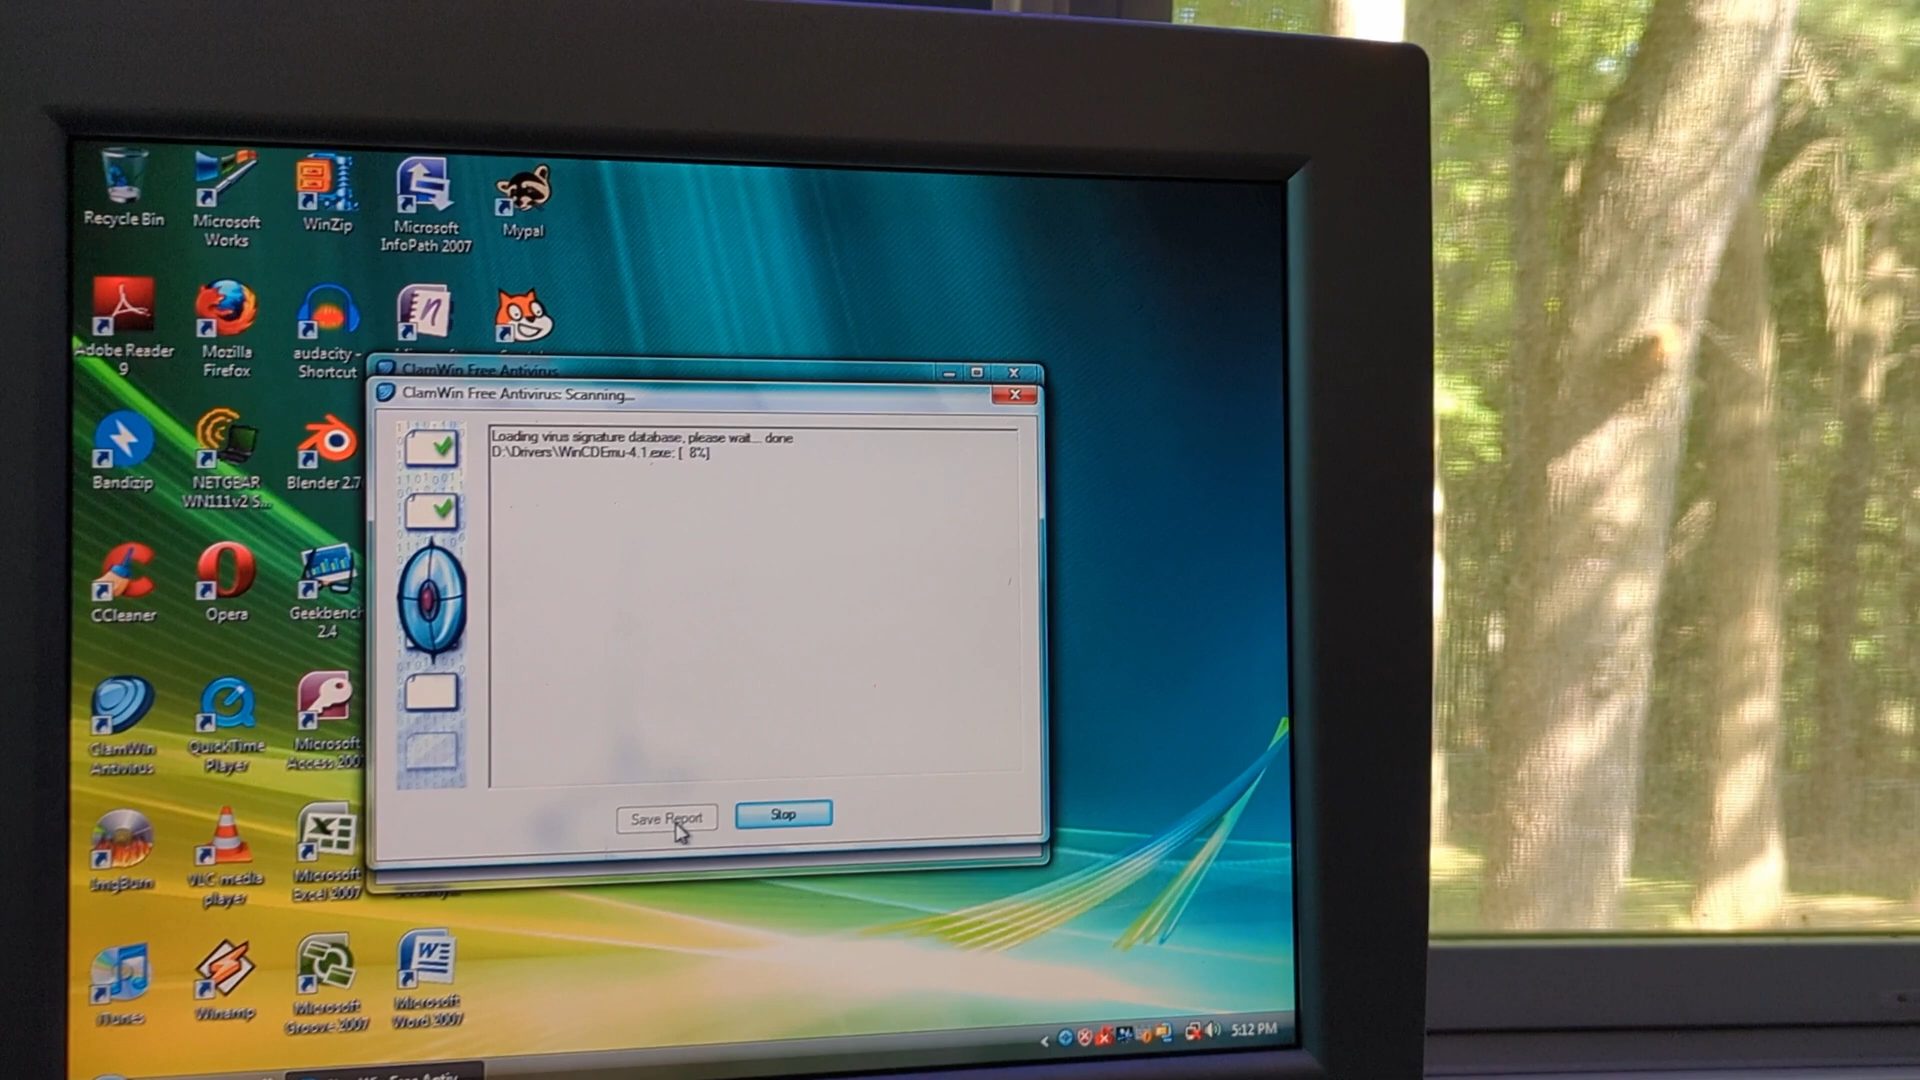 Recycle Bin
Microsoft
Works
WinZip
Microsoft
InfoPath 2007
Mypal
Adobe Reader
9
Mozilla
Firefox
audacity -
Shortcut
Bandizip
NETGEAR
WN111v2 S...
Blender 2.7
CCleaner
Opera
Geekbench
2.4
ClamWin
Antivirus
QuickTime
Player
Microsoft
Access 200
ImgBurn
VLC media
player
Microsoft
Excel 2007
iTunes
Winamp
Microsoft
Groove 2007
Microsoft
Word 2007
ClamWin Free Antivirus
ClamWin Free Antivirus: Scanning...
Loading virus signature database, please wait... done
D:\Drivers\WinCDEmu-4.1.exe: [ 8%]
Save Report
Stop
5:12 PM